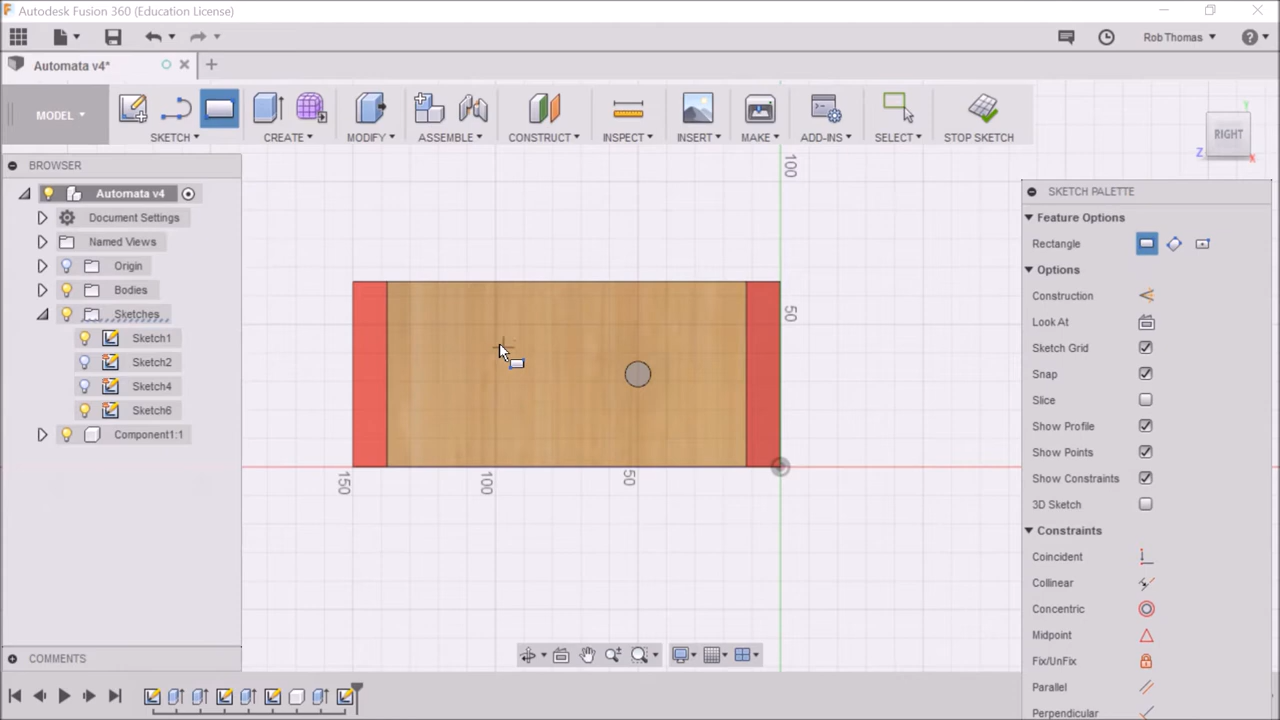 Autodesk Fusion 360 (Education License)
Rob Thomas
Automata v4*
MODEL
SKETCH
CREATE
MODIFY
ASSEMBLE
CONSTRUCT
INSPECT
INSERT
MAKE
ADD-INS
SELECT
STOP SKETCH
RIGHT
Y
Z
X
BROWSER
Automata v4
Document Settings
Named Views
Origin
Bodies
Sketches
Sketch1
Sketch2
Sketch4
Sketch6
Component1:1
COMMENTS
100
50
150
100
50
SKETCH PALETTE
Feature Options
Rectangle
Options
Construction
Look At
Sketch Grid
Snap
Slice
Show Profile
Show Points
Show Constraints
3D Sketch
Constraints
Coincident
Collinear
Concentric
Midpoint
Fix/UnFix
Parallel
Perpendicular